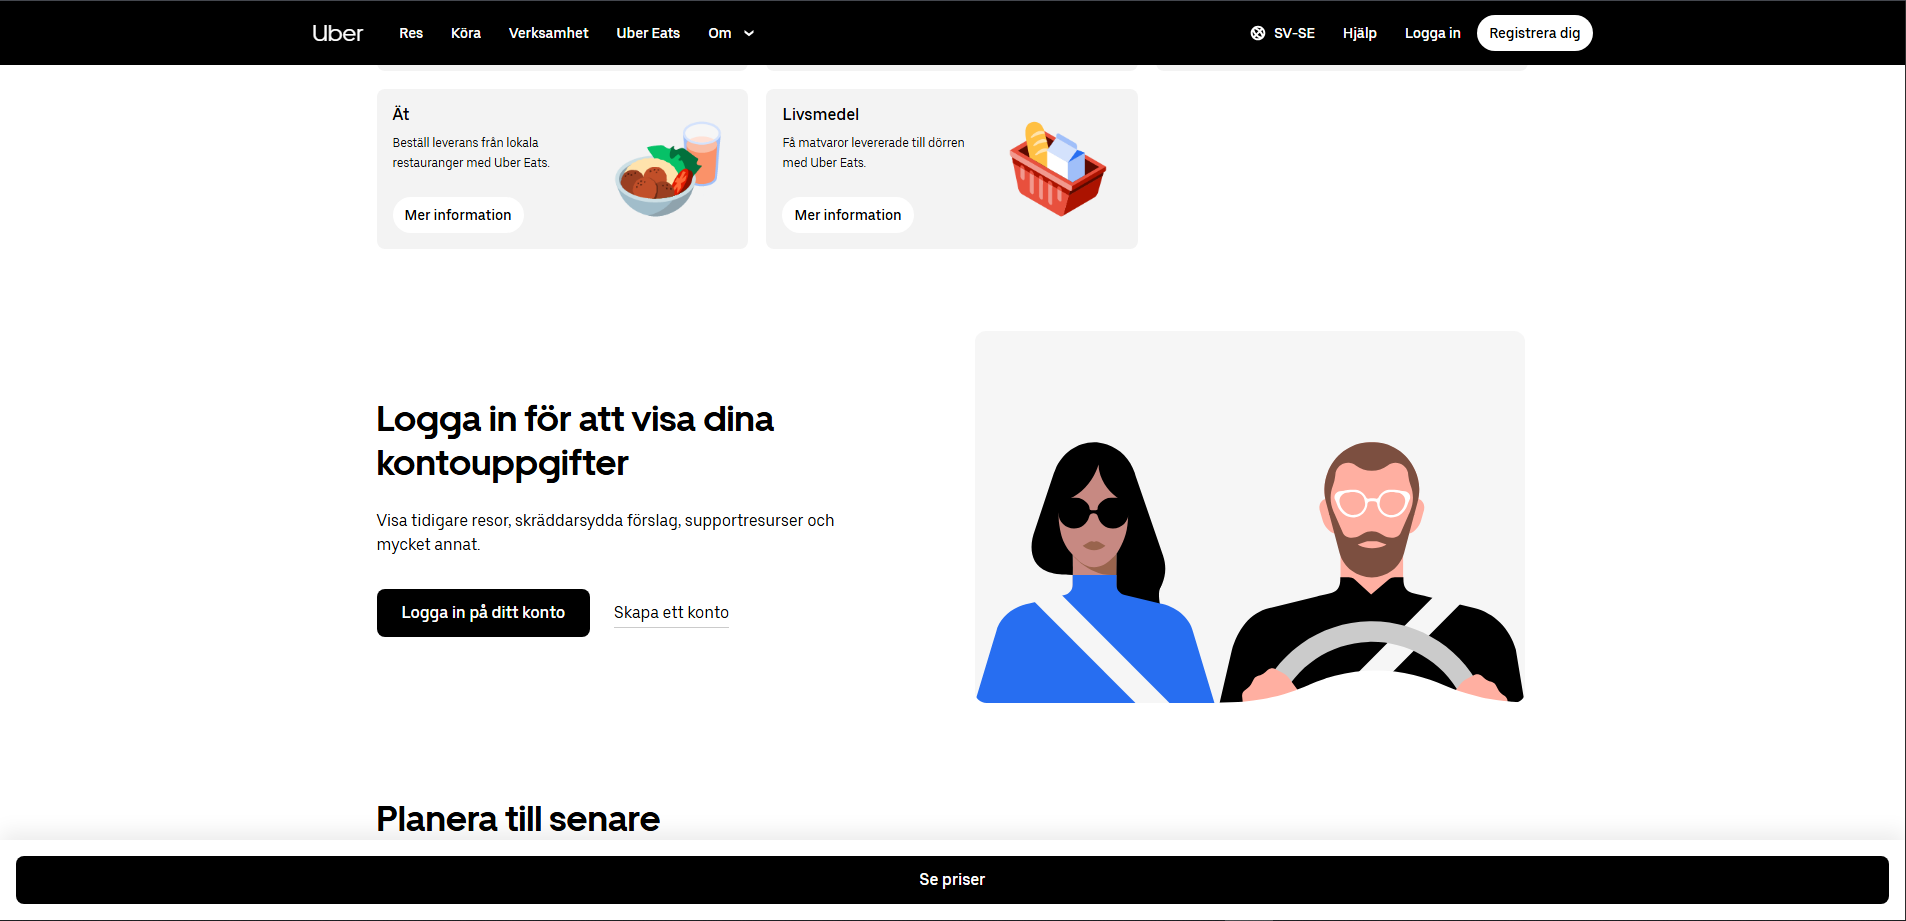 Uber
Res
Köra
Verksamhet
Uber Eats
Om
SV-SE
Hjälp
Logga in
Registrera dig
Ät
Beställ leverans från lokala
restauranger med Uber Eats.
Mer information
Livsmedel
Få matvaror levererade till dörren
med Uber Eats.
Mer information
Logga in för att visa dina
kontouppgifter
Visa tidigare resor, skräddarsydda förslag, supportresurser och
mycket annat.
Logga in på ditt konto
Skapa ett konto
Planera till senare
Se priser